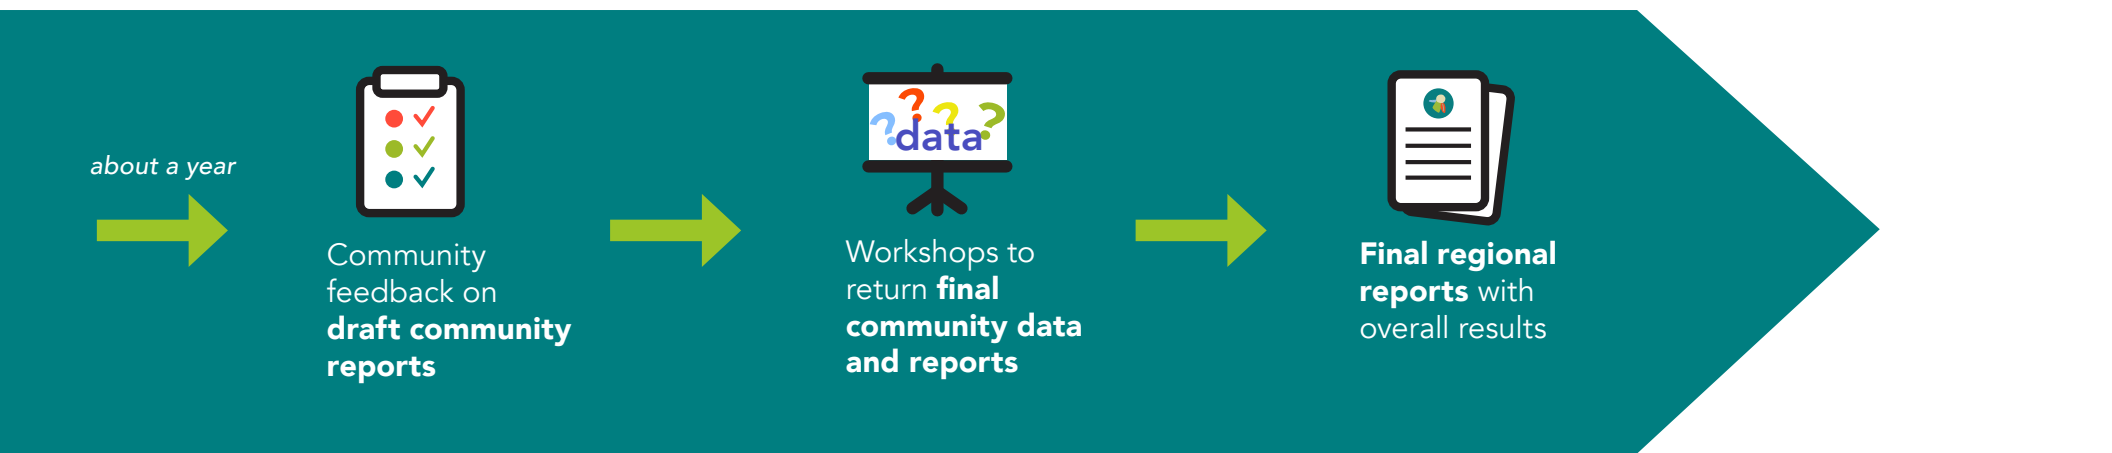 about a year
Community
feedback on
draft community
reports
? ? ? ?
data
Workshops to
return final
community data
and reports
Final regional
reports with
overall results